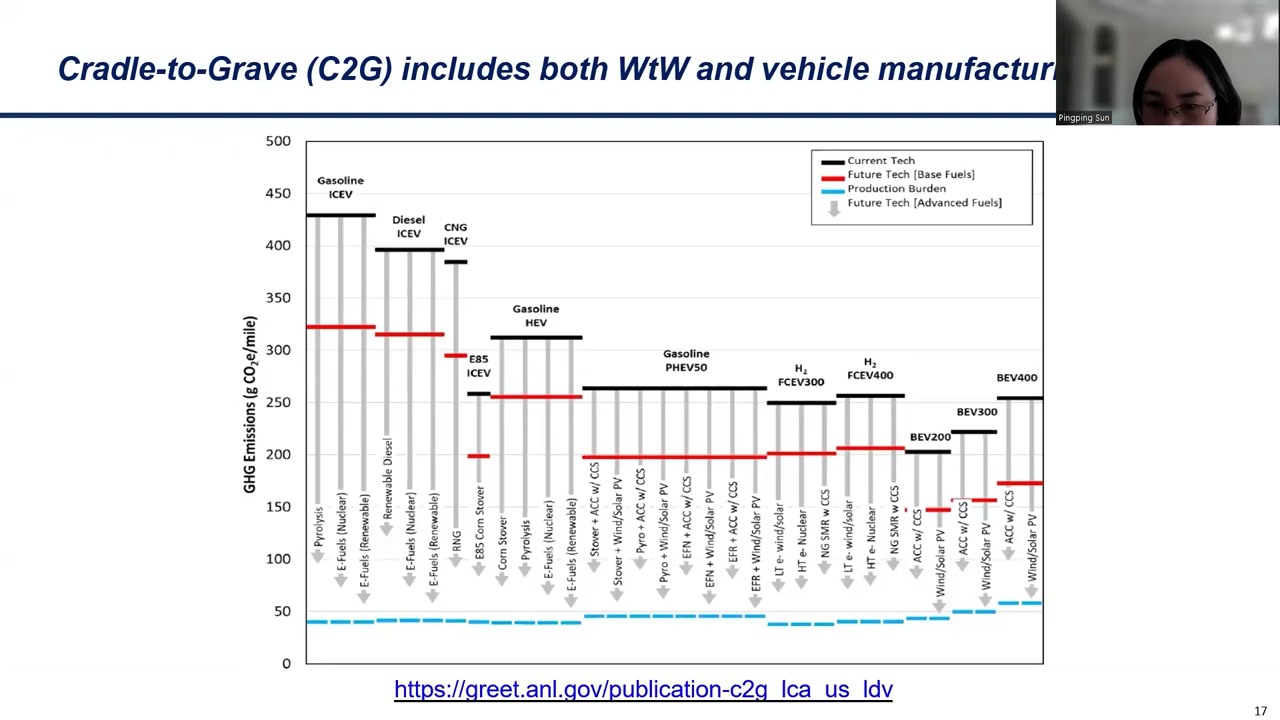 Cradle-to-Grave (C2G) includes both WtW and vehicle manufacturi
Pingping Sun
500
450
400
350
300
250
200
150
100
50
0
GHG Emissions (g CO2e/mile)
Current Tech
Future Tech [Base Fuels]
Production Burden
Future Tech [Advanced Fuels]
Gasoline
ICEV
Diesel
ICEV
CNG
ICEV
E85
ICEV
Gasoline
HEV
Gasoline
PHEV50
H2
FCEV300
H2
FCEV400
BEV200
BEV300
BEV400
Pyrolysis
E-Fuels (Nuclear)
E-Fuels (Renewable)
Renewable Diesel
E-Fuels (Nuclear)
E-Fuels (Renewable)
RNG
E85 Corn Stover
Corn Stover
Pyrolysis
E-Fuels (Nuclear)
E-Fuels (Renewable)
Stover + ACC w/ CCS
Stover + Wind/Solar PV
Pyro + ACC w/ CCS
Pyro + Wind/Solar PV
EFN + ACC w/ CCS
EFN + Wind/Solar PV
EFR + ACC w/ CCS
EFR + Wind/Solar PV
LT e- wind/solar
HT e- Nuclear
NG SMR w CCS
LT e- wind/solar
HT e- Nuclear
NG SMR w CCS
ACC w/ CCS
Wind/Solar PV
ACC w/ CCS
Wind/Solar PV
ACC w/ CCS
Wind/Solar PV
https://greet.anl.gov/publication-c2g_lca_us_ldv
17